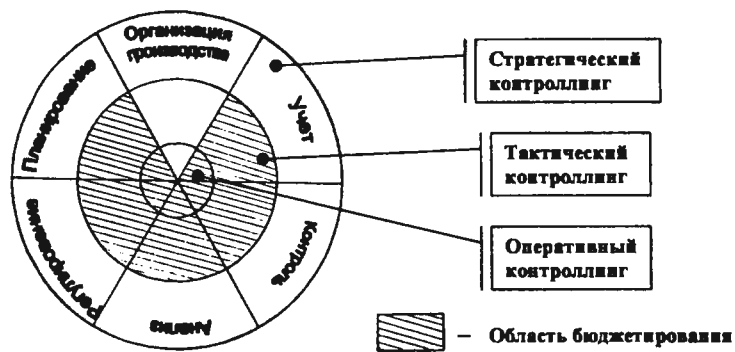 Организация
производства
Планирование
Учет
Регулирование
Анализ
Контроль
Стратегический
контроллинг
Тактический
контроллинг
Оперативный
контроллинг
– Область бюджетирования